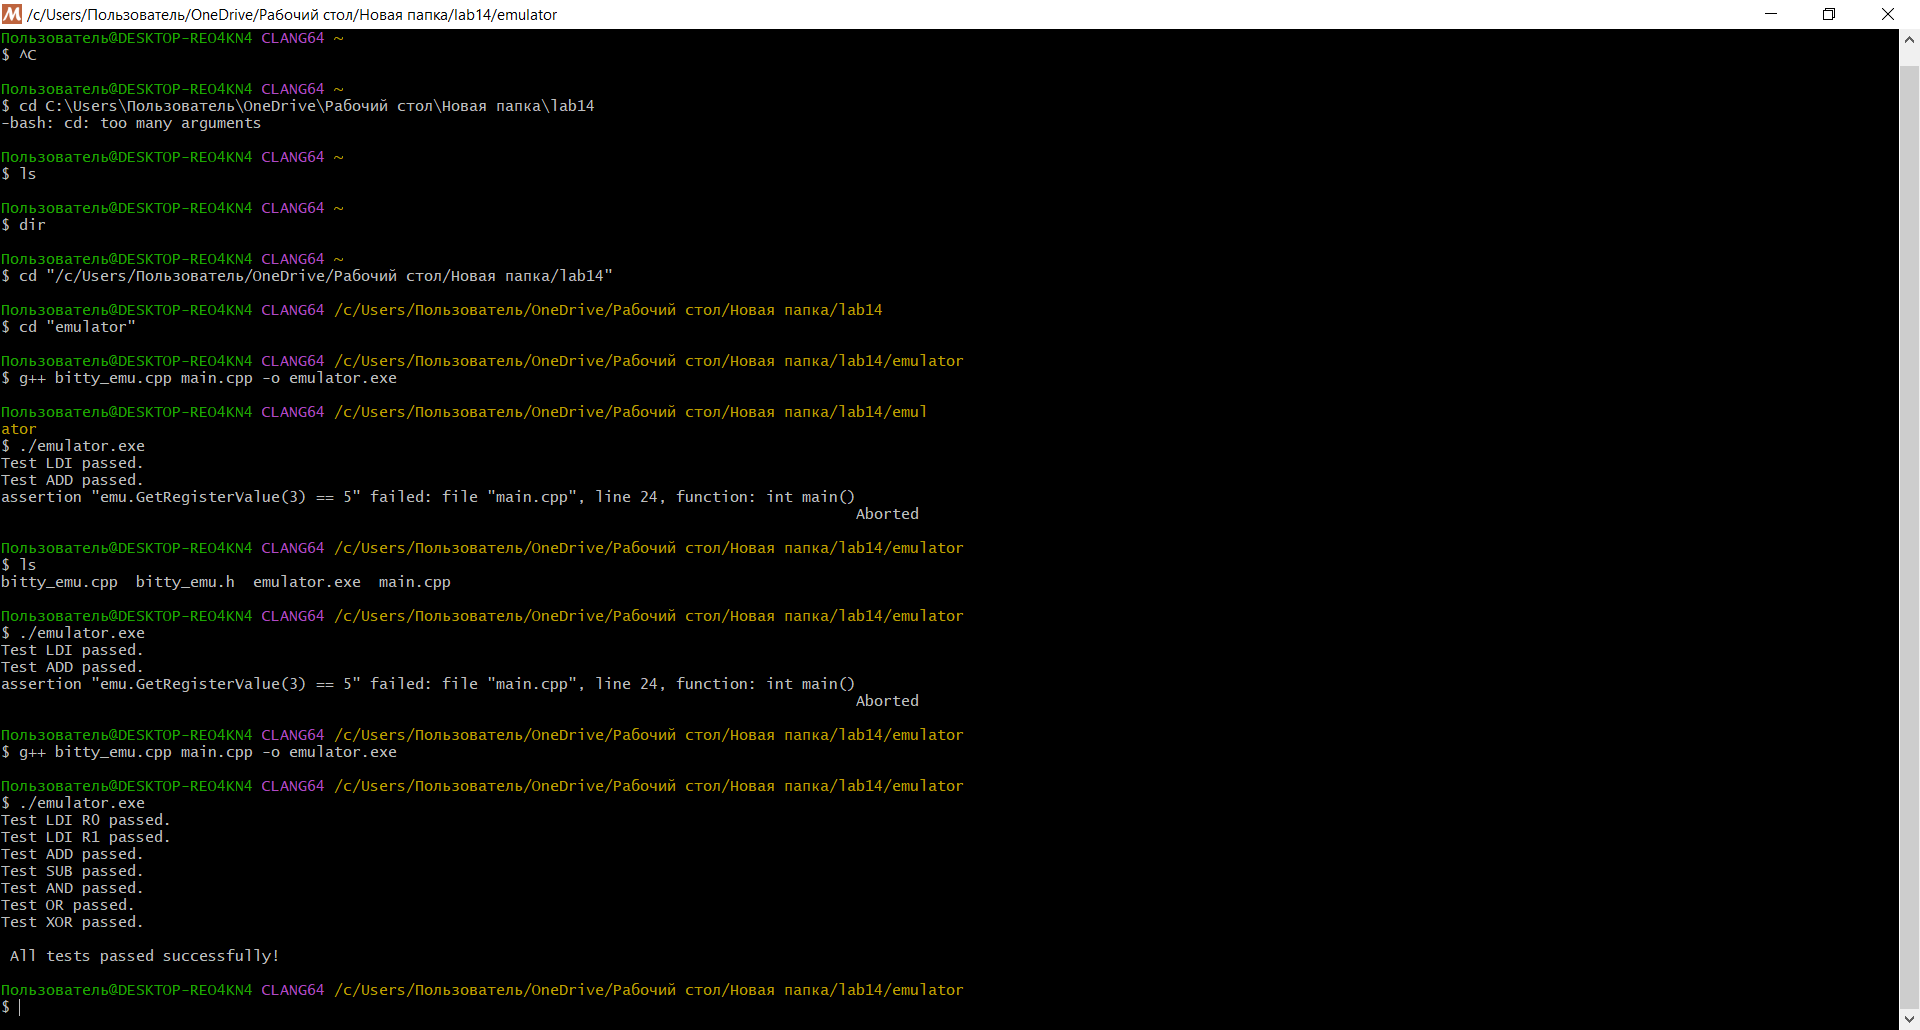 /c/Users/Пользователь/OneDrive/Рабочий стол/Новая папка/lab14/emulator
Пользователь@DESKTOP-REO4KN4 CLANG64 ~
$ ^C
Пользователь@DESKTOP-REO4KN4 CLANG64 ~
$ cd C:\Users\Пользователь\OneDrive\Рабочий стол\Новая папка\lab14
-bash: cd: too many arguments
Пользователь@DESKTOP-REO4KN4 CLANG64 ~
$ ls
Пользователь@DESKTOP-REO4KN4 CLANG64 ~
$ dir
Пользователь@DESKTOP-REO4KN4 CLANG64 ~
$ cd "/c/Users/Пользователь/OneDrive/Рабочий стол/Новая папка/lab14"
Пользователь@DESKTOP-REO4KN4 CLANG64 /c/Users/Пользователь/OneDrive/Рабочий стол/Новая папка/lab14
$ cd "emulator"
Пользователь@DESKTOP-REO4KN4 CLANG64 /c/Users/Пользователь/OneDrive/Рабочий стол/Новая папка/lab14/emulator
$ g++ bitty_emu.cpp main.cpp -o emulator.exe
Пользователь@DESKTOP-REO4KN4 CLANG64 /c/Users/Пользователь/OneDrive/Рабочий стол/Новая папка/lab14/emul
ator
$ ./emulator.exe
Test LDI passed.
Test ADD passed.
assertion "emu.GetRegisterValue(3) == 5" failed: file "main.cpp", line 24, function: int main()
Aborted
Пользователь@DESKTOP-REO4KN4 CLANG64 /c/Users/Пользователь/OneDrive/Рабочий стол/Новая папка/lab14/emulator
$ ls
bitty_emu.cpp  bitty_emu.h  emulator.exe  main.cpp
Пользователь@DESKTOP-REO4KN4 CLANG64 /c/Users/Пользователь/OneDrive/Рабочий стол/Новая папка/lab14/emulator
$ ./emulator.exe
Test LDI passed.
Test ADD passed.
assertion "emu.GetRegisterValue(3) == 5" failed: file "main.cpp", line 24, function: int main()
Aborted
Пользователь@DESKTOP-REO4KN4 CLANG64 /c/Users/Пользователь/OneDrive/Рабочий стол/Новая папка/lab14/emulator
$ g++ bitty_emu.cpp main.cpp -o emulator.exe
Пользователь@DESKTOP-REO4KN4 CLANG64 /c/Users/Пользователь/OneDrive/Рабочий стол/Новая папка/lab14/emulator
$ ./emulator.exe
Test LDI R0 passed.
Test LDI R1 passed.
Test ADD passed.
Test SUB passed.
Test AND passed.
Test OR passed.
Test XOR passed.
All tests passed successfully!
Пользователь@DESKTOP-REO4KN4 CLANG64 /c/Users/Пользователь/OneDrive/Рабочий стол/Новая папка/lab14/emulator
$